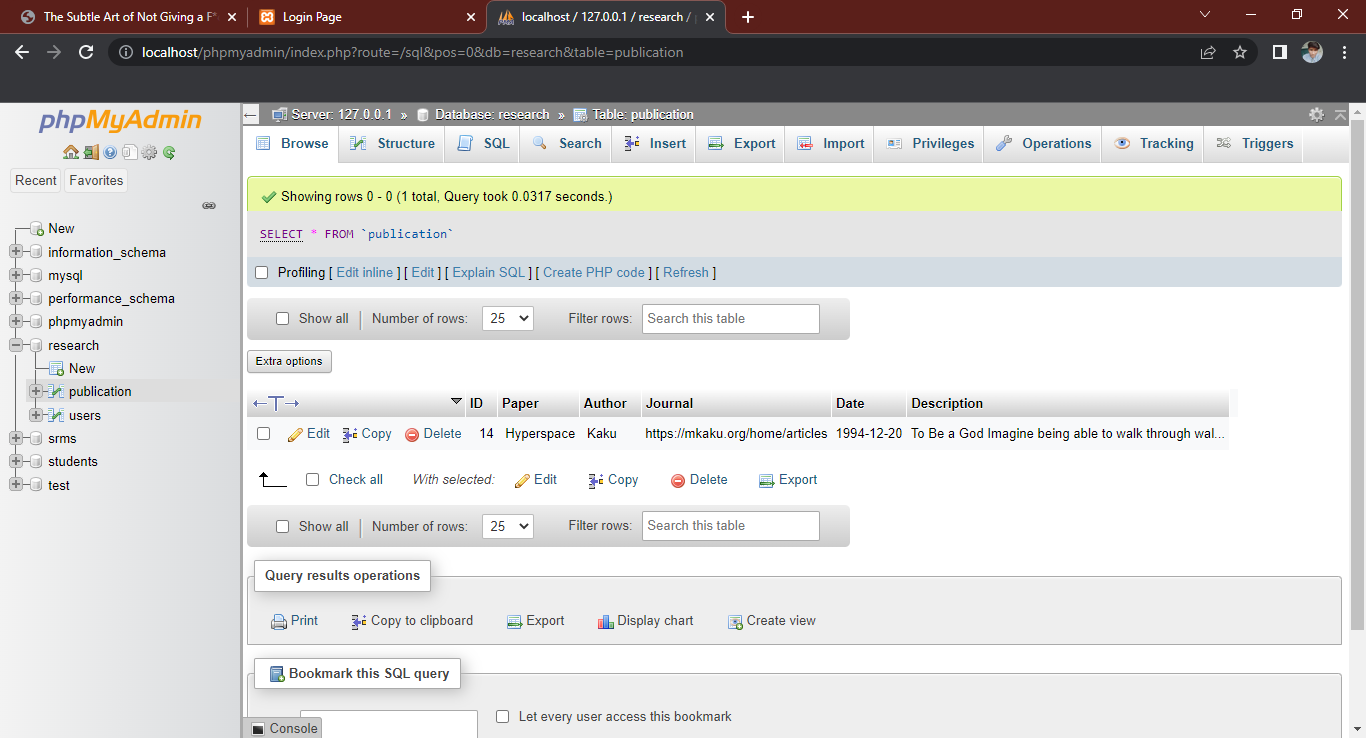 The Subtle Art of Not Giving a F*
Login Page
localhost / 127.0.0.1 / research /
localhost/phpmyadmin/index.php?route=/sql&pos=0&db=research&table=publication
phpMyAdmin
Recent Favorites
New
information_schema
mysql
performance_schema
phpmyadmin
research
New
publication
users
srms
students
test
Server: 127.0.0.1 » Database: research » Table: publication
Browse Structure SQL Search Insert Export Import Privileges Operations Tracking Triggers
Showing rows 0 - 0 (1 total, Query took 0.0317 seconds.)
SELECT * FROM `publication`
Profiling [ Edit inline ] [ Edit ] [ Explain SQL ] [ Create PHP code ] [ Refresh ]
Show all Number of rows: 25 Filter rows: Search this table
Extra options
ID Paper Author Journal Date Description
Edit Copy Delete 14 Hyperspace Kaku https://mkaku.org/home/articles 1994-12-20 To Be a God Imagine being able to walk through wal...
Check all With selected: Edit Copy Delete Export
Show all Number of rows: 25 Filter rows: Search this table
Query results operations
Print Copy to clipboard Export Display chart Create view
Bookmark this SQL query
Let every user access this bookmark
Console